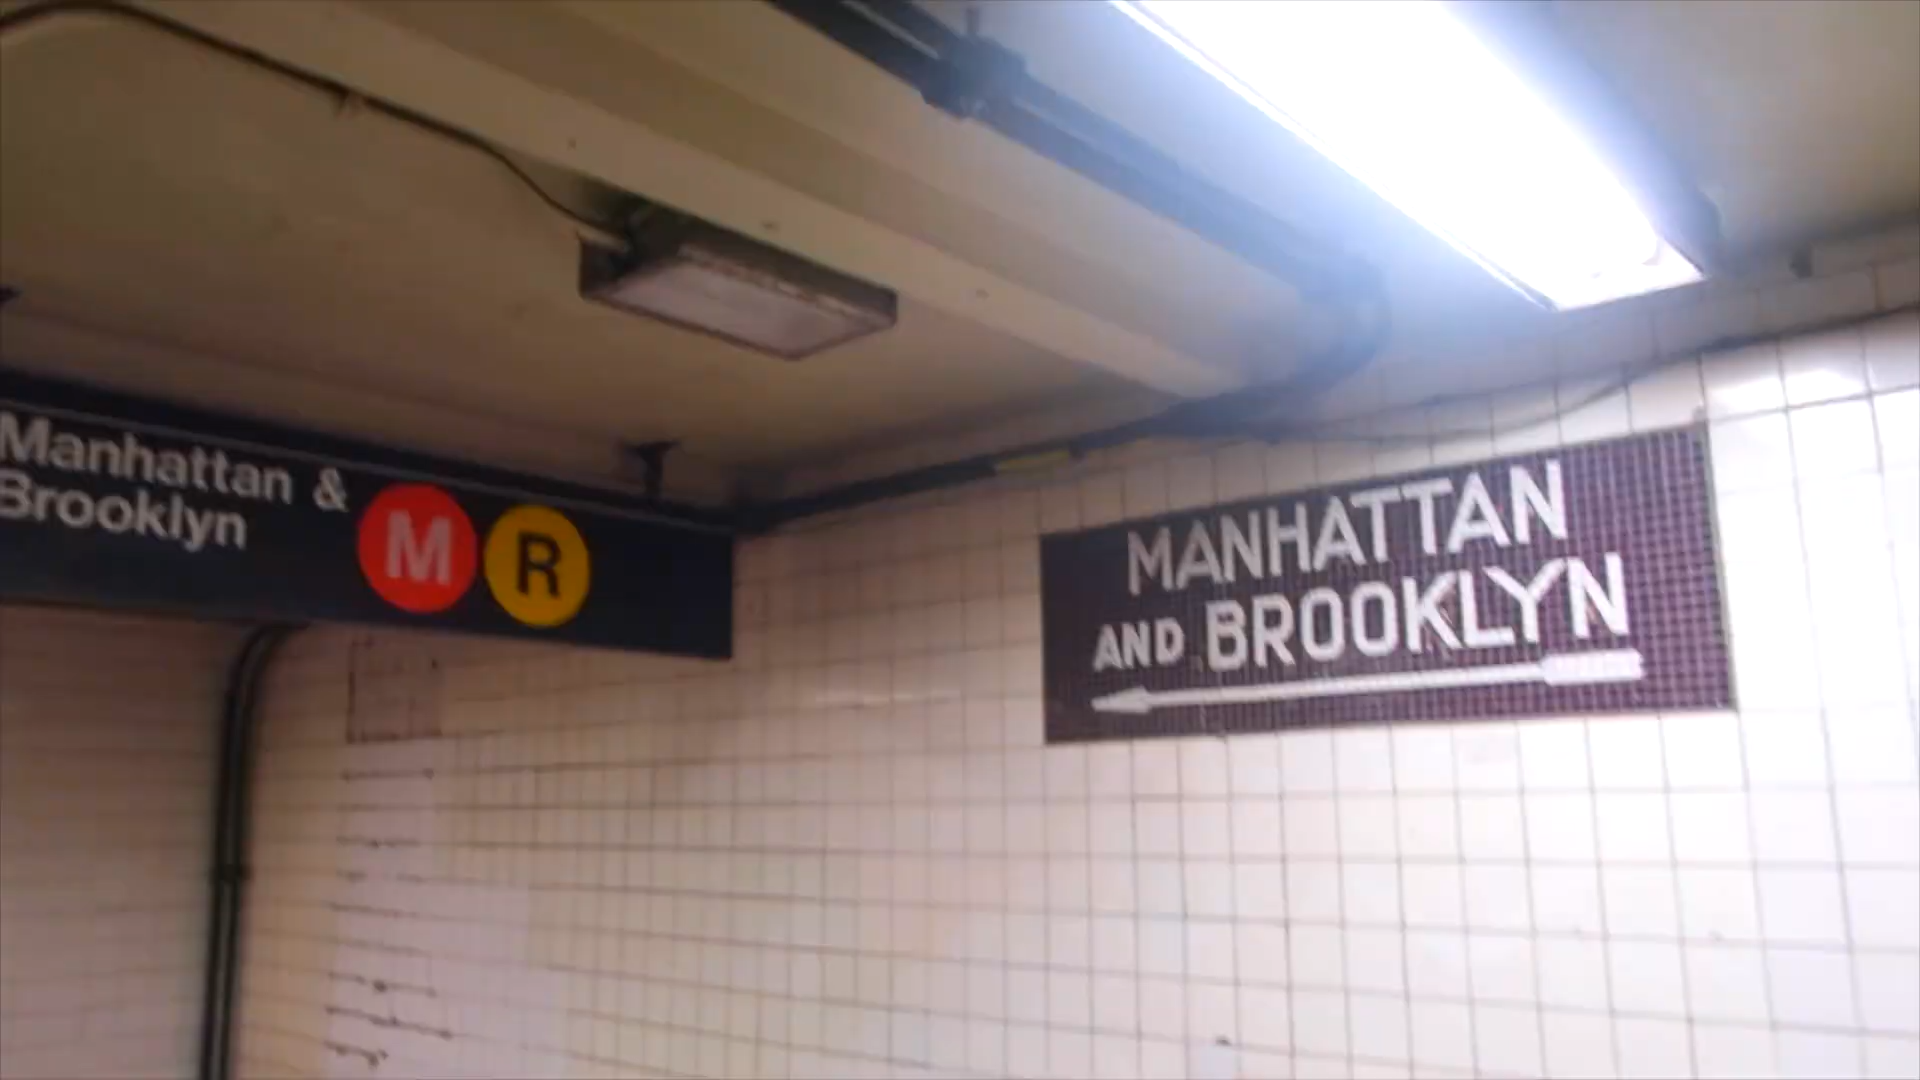 Manhattan &
Brooklyn
M R
MANHATTAN
AND BROOKLYN